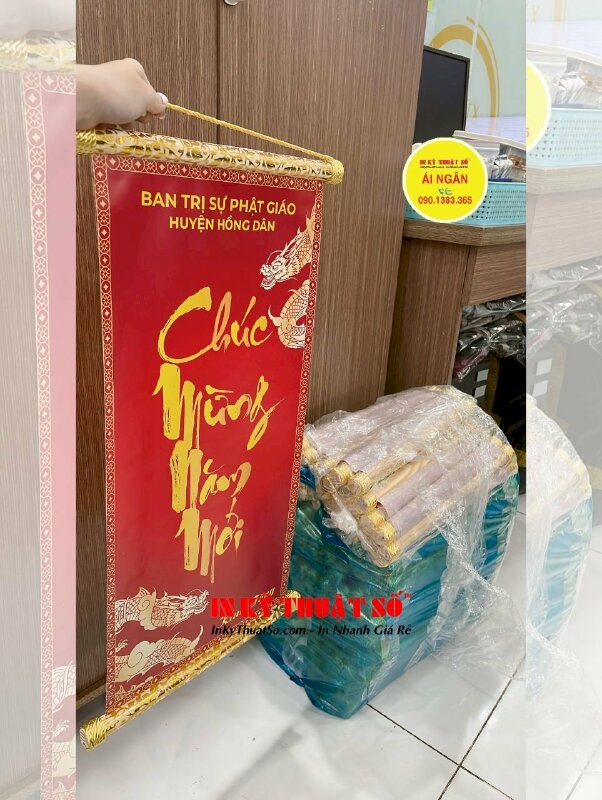 BAN TRỊ SỰ PHẬT GIÁO
HUYỆN HỒNG DÂN
Chúc
Mừng
Năm
Mới
IN KỸ THUẬT SỐ
ÁI NGÂN
090.1383.365
IN KỸ THUẬT SỐ
InKyThuatSo.com - In Nhanh Giá Rẻ